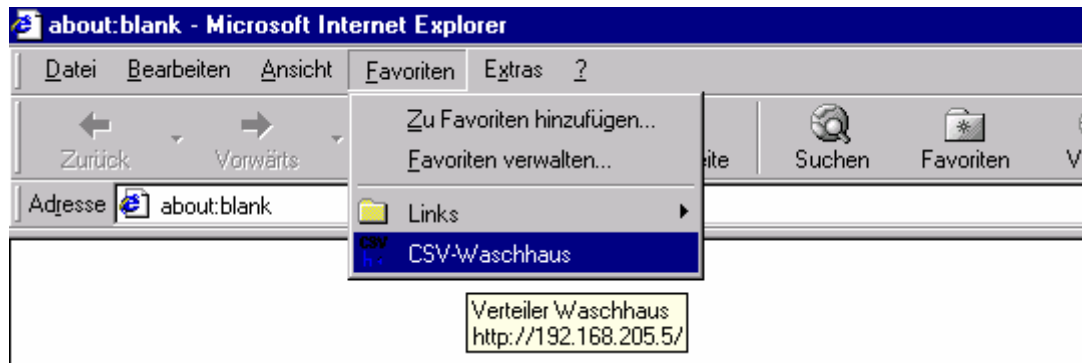 about:blank - Microsoft Internet Explorer
Datei Bearbeiten Ansicht Favoriten Extras ?
Zu Favoriten hinzufügen...
Favoriten verwalten...
Zurück Vorwärts ite Suchen Favoriten V
Adresse about:blank
Links
CSV-Waschhaus
Verteiler Waschhaus
http://192.168.205.5/